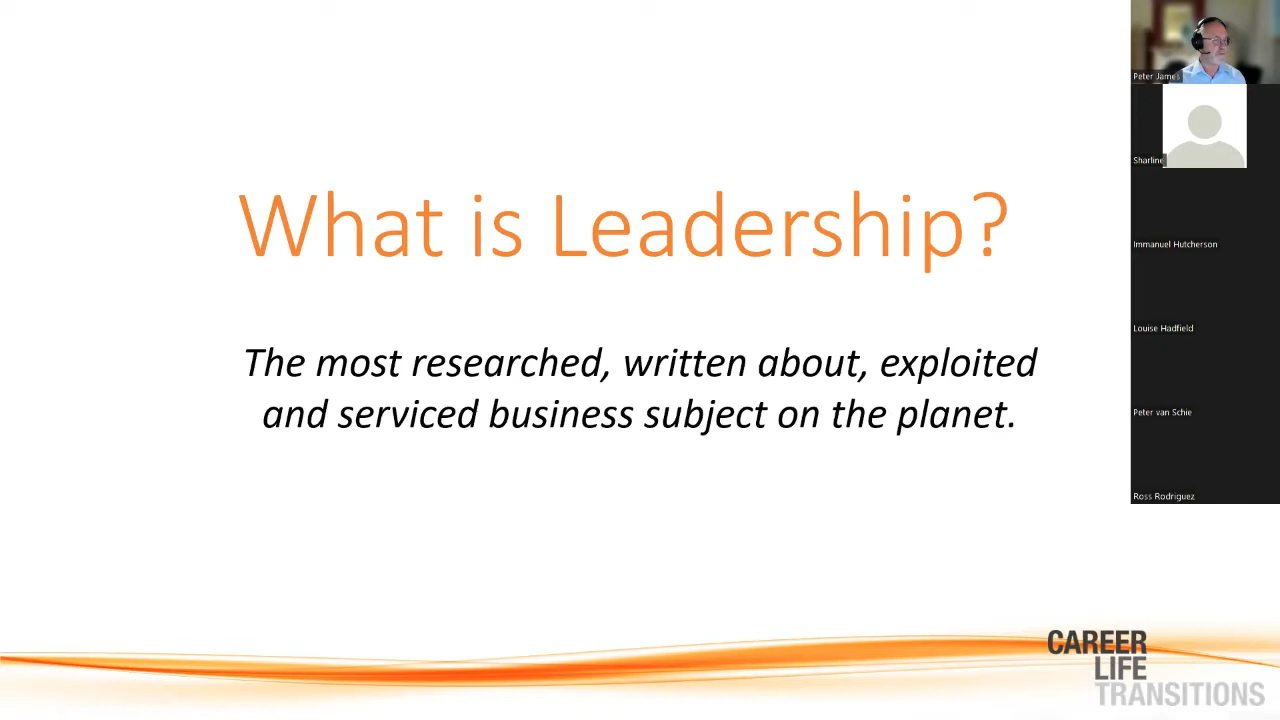 What is Leadership?
The most researched, written about, exploited
and serviced business subject on the planet.
Peter James
Sharline
Immanuel Hutcherson
Louise Hadfield
Peter van Schie
Ross Rodriguez
CAREER
LIFE
TRANSITIONS